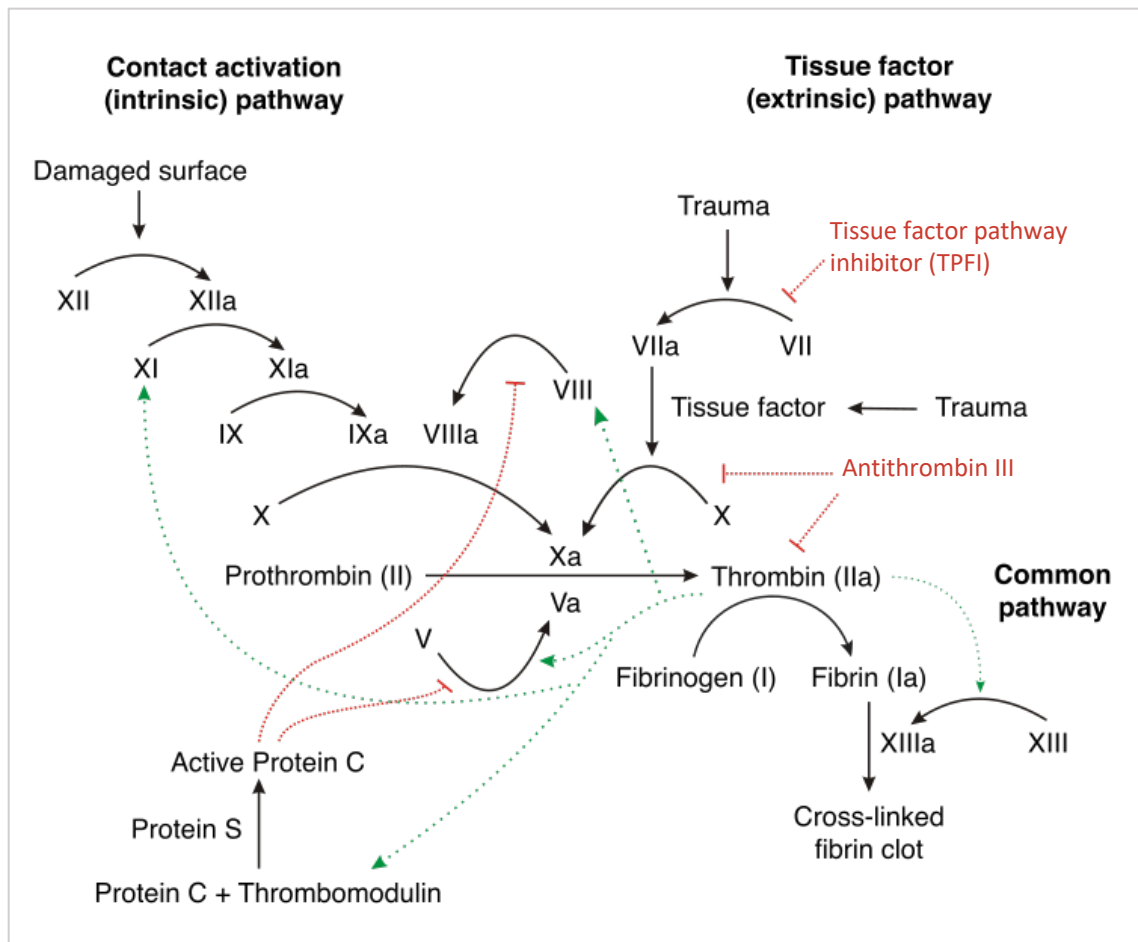 Contact activation
(intrinsic) pathway
Tissue factor
(extrinsic) pathway
Damaged surface
Trauma
Tissue factor pathway
inhibitor (TPFI)
XII
XIIa
VIIa
VII
XI
XIa
VIII
Tissue factor
Trauma
IX
IXa
VIIIa
Antithrombin III
X
X
Xa
Prothrombin (II)
Thrombin (IIa)
Common
pathway
Va
V
Fibrinogen (I)
Fibrin (Ia)
XIIIa
XIII
Active Protein C
Protein S
Cross-linked
fibrin clot
Protein C + Thrombomodulin